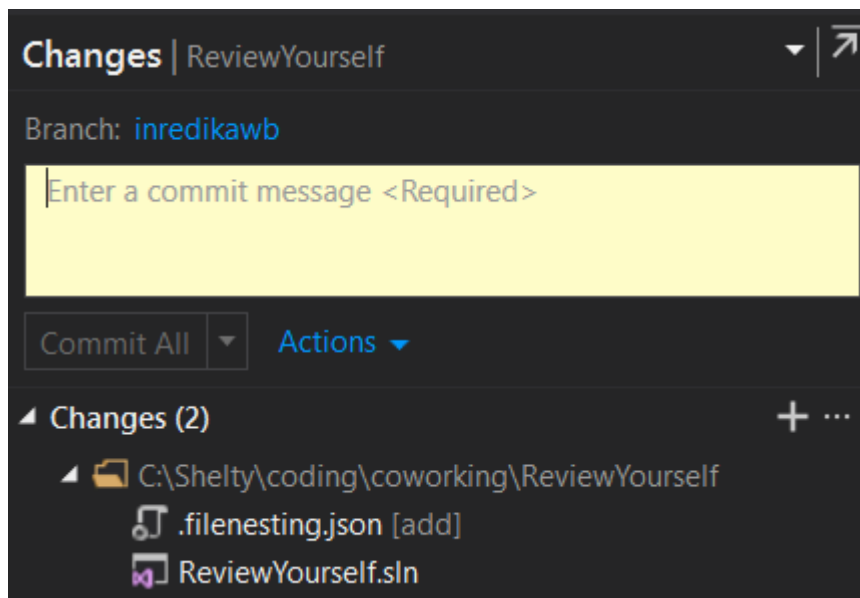 Changes | ReviewYourself
Branch: inredikawb
Enter a commit message <Required>
Commit All Actions
Changes (2)
C:\Shelty\coding\coworking\ReviewYourself
.filenesting.json [add]
ReviewYourself.sln